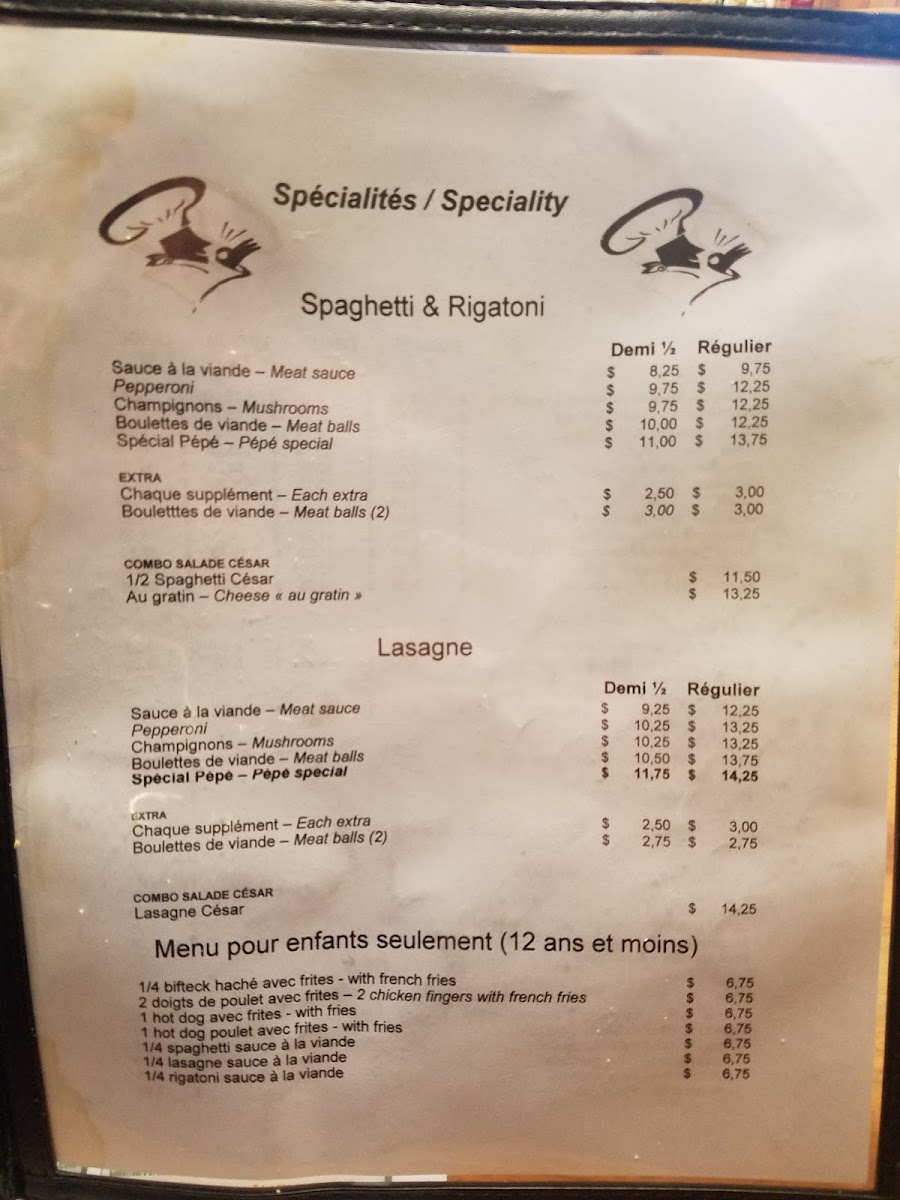 Spécialités / Speciality
Spaghetti & Rigatoni
Demi ½ Régulier
Sauce à la viande – Meat sauce $ 8,25 $ 9,75
Pepperoni $ 9,75 $ 12,25
Champignons – Mushrooms $ 9,75 $ 12,25
Boulettes de viande – Meat balls $ 10,00 $ 12,25
Spécial Pépé – Pépé special $ 11,00 $ 13,75
EXTRA
Chaque supplément – Each extra $ 2,50 $ 3,00
Bouletttes de viande – Meat balls (2) $ 3,00 $ 3,00
COMBO SALADE CÉSAR
1/2 Spaghetti César $ 11,50
Au gratin – Cheese « au gratin » $ 13,25
Lasagne
Demi ½ Régulier
Sauce à la viande – Meat sauce $ 9,25 $ 12,25
Pepperoni $ 10,25 $ 13,25
Champignons – Mushrooms $ 10,25 $ 13,25
Boulettes de viande – Meat balls $ 10,50 $ 13,75
Spécial Pépé – Pépé special $ 11,75 $ 14,25
EXTRA
Chaque supplément – Each extra $ 2,50 $ 3,00
Boulettes de viande – Meat balls (2) $ 2,75 $ 2,75
COMBO SALADE CÉSAR
Lasagne César $ 14,25
Menu pour enfants seulement (12 ans et moins)
1/4 bifteck haché avec frites - with french fries $ 6,75
2 doigts de poulet avec frites – 2 chicken fingers with french fries $ 6,75
1 hot dog avec frites - with fries $ 6,75
1 hot dog poulet avec frites - with fries $ 6,75
1/4 spaghetti sauce à la viande $ 6,75
1/4 lasagne sauce à la viande $ 6,75
1/4 rigatoni sauce à la viande $ 6,75